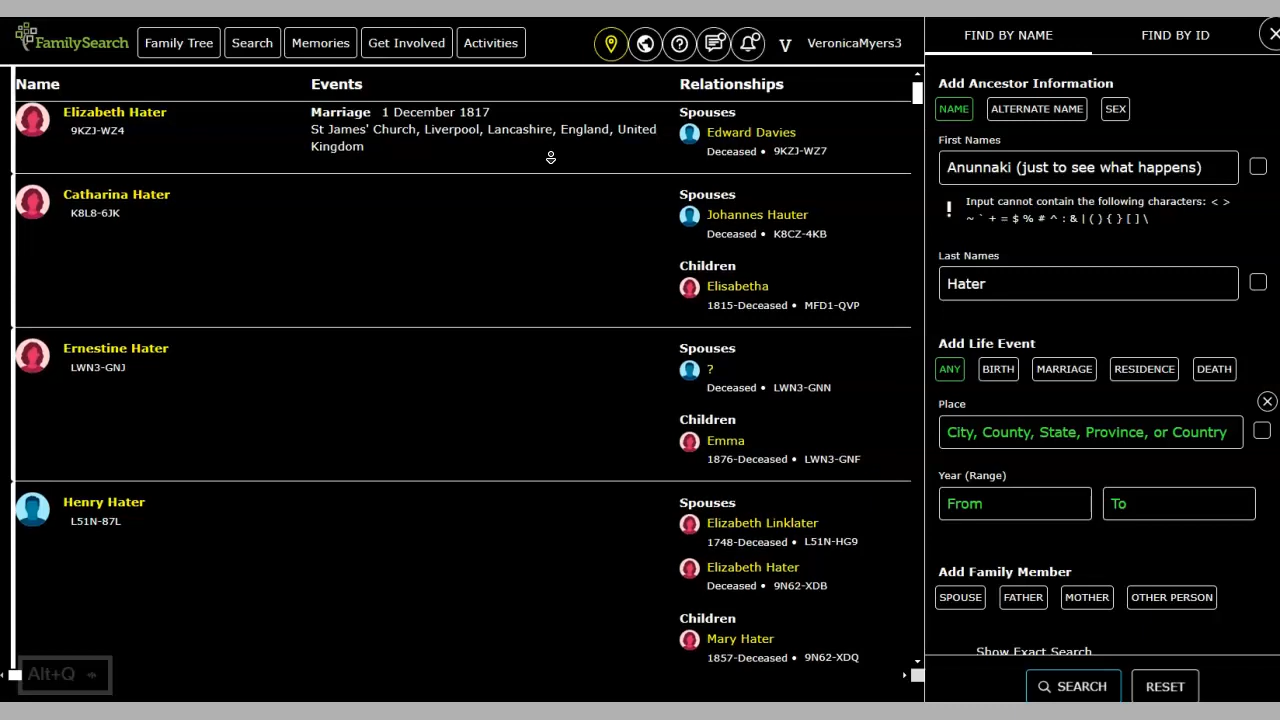 FamilySearch
Family Tree
Search
Memories
Get Involved
Activities
V
VeronicaMyers3
Name
Events
Relationships
Elizabeth Hater
9KZJ-WZ4
Marriage 1 December 1817
St James' Church, Liverpool, Lancashire, England, United
Kingdom
Spouses
Edward Davies
Deceased • 9KZJ-WZ7
Catharina Hater
K8L8-6JK
Spouses
Johannes Hauter
Deceased • K8CZ-4KB
Children
Elisabetha
1815-Deceased • MFD1-QVP
Ernestine Hater
LWN3-GNJ
Spouses
?
Deceased • LWN3-GNN
Children
Emma
1876-Deceased • LWN3-GNF
Henry Hater
L51N-87L
Spouses
Elizabeth Linklater
1748-Deceased • L51N-HG9
Elizabeth Hater
Deceased • 9N62-XDB
Children
Mary Hater
1857-Deceased • 9N62-XDQ
Alt+Q
FIND BY NAME
FIND BY ID
Add Ancestor Information
NAME
ALTERNATE NAME
SEX
First Names
Anunnaki (just to see what happens)
! Input cannot contain the following characters: < >
~ ` + = $ % # ^ : & | ( ) { } [ ] \
Last Names
Hater
Add Life Event
ANY
BIRTH
MARRIAGE
RESIDENCE
DEATH
Place
City, County, State, Province, or Country
Year (Range)
From
To
Add Family Member
SPOUSE
FATHER
MOTHER
OTHER PERSON
Show Exact Search
SEARCH
RESET